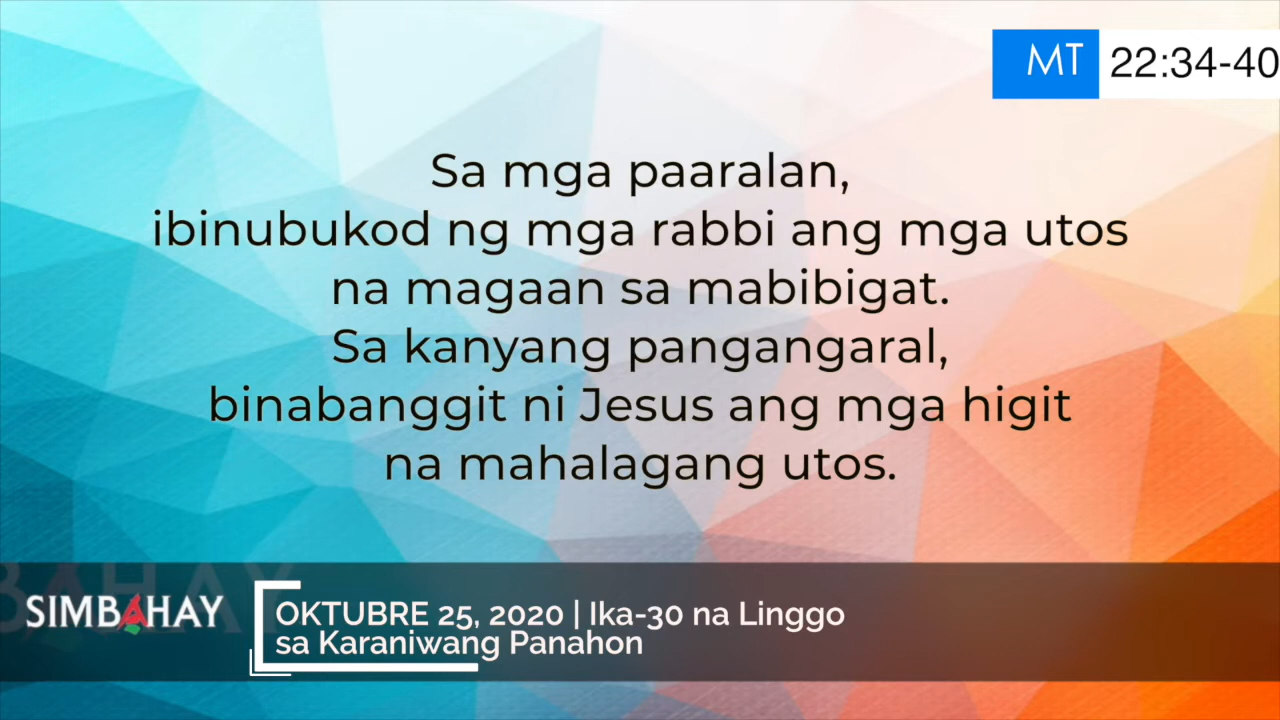 MT 22:34-40
Sa mga paaralan,
ibinubukod ng mga rabbi ang mga utos
na magaan sa mabibigat.
Sa kanyang pangangaral,
binabanggit ni Jesus ang mga higit
na mahalagang utos.
SIMBAHAY
OKTUBRE 25, 2020 | Ika-30 na Linggo
sa Karaniwang Panahon